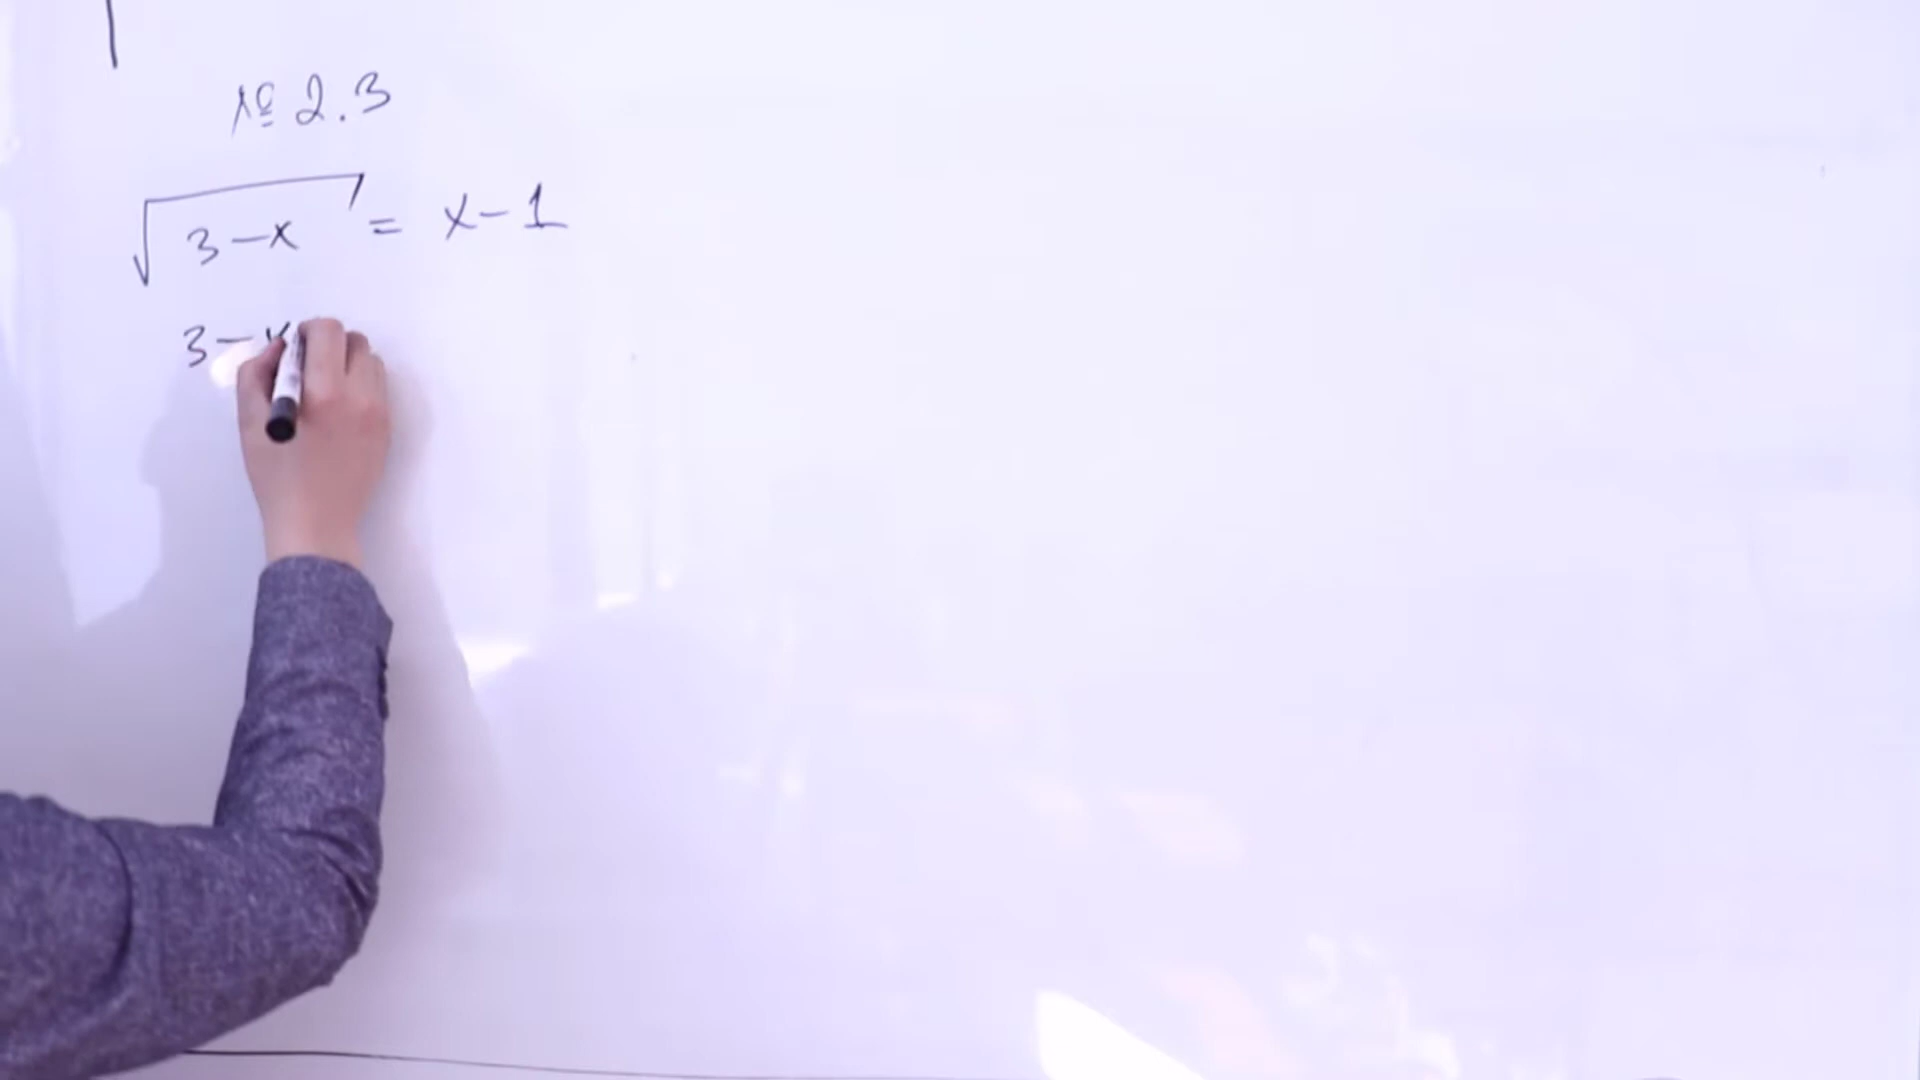 № 2.3
√(3-x) = x-1
3-x